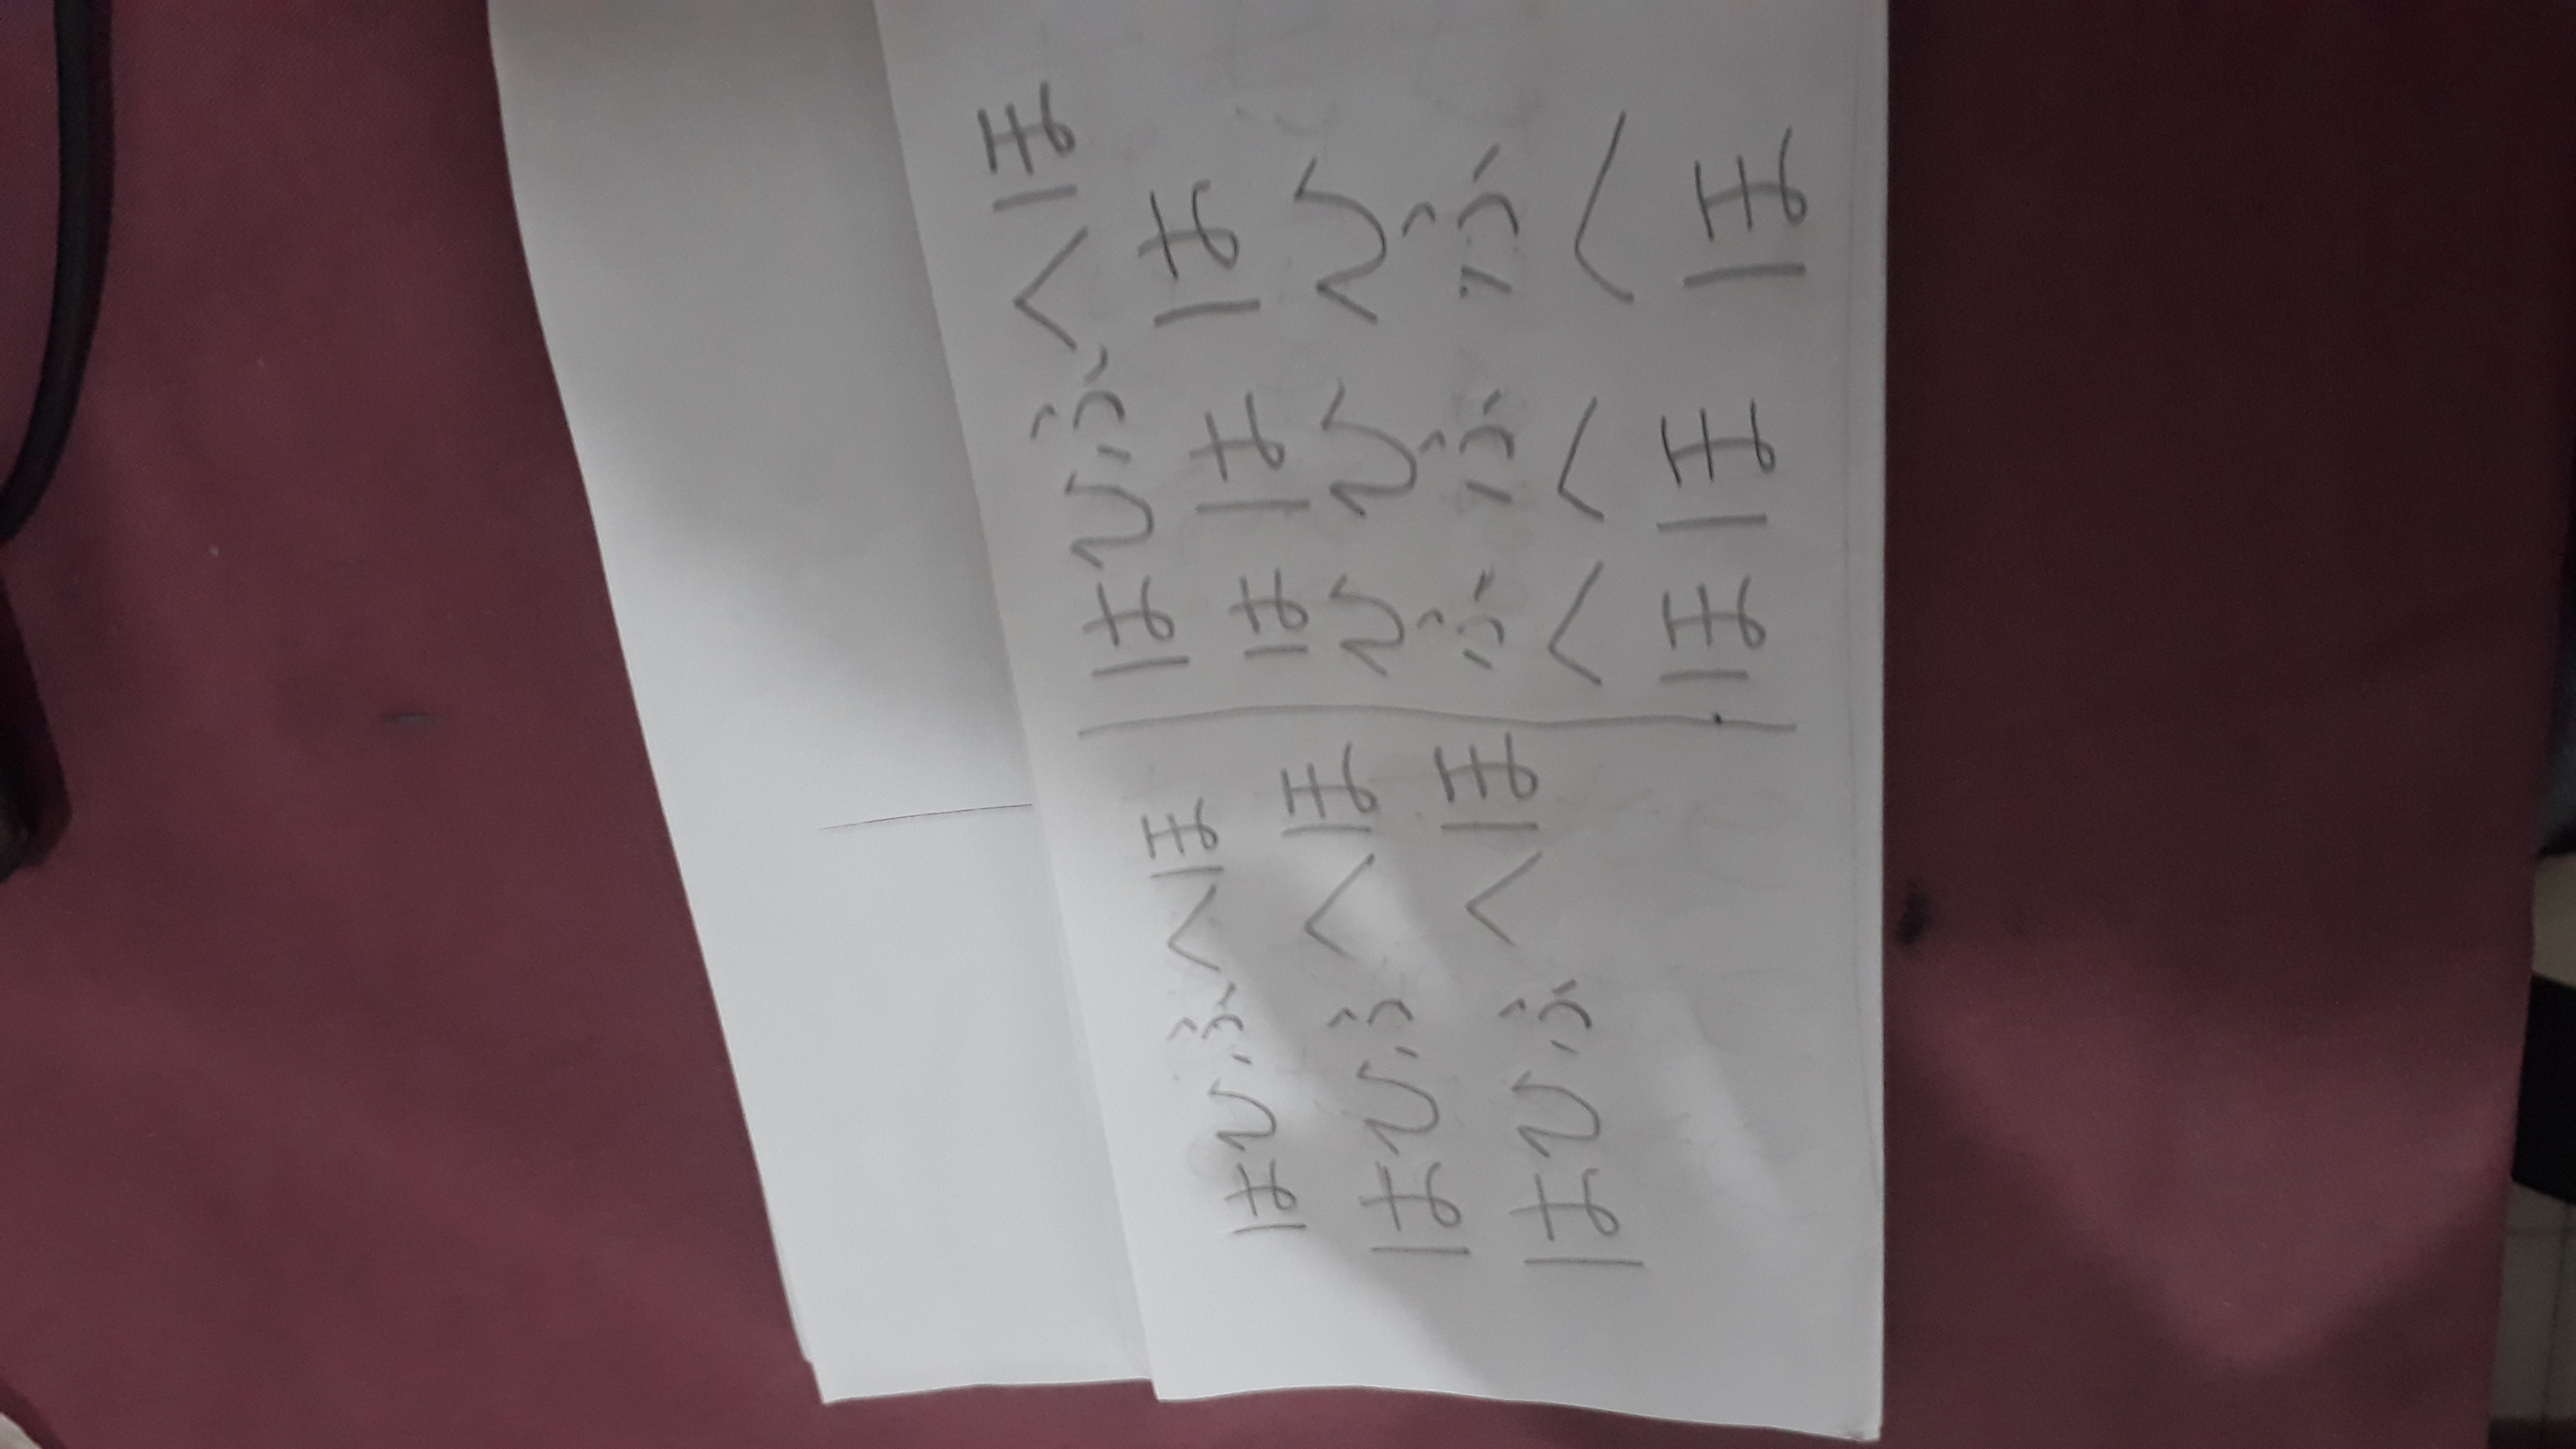 はひふへほ
はひふへほ
はひふへほ
はひふへほ
は は は
ひ ひ ひ
ふ ふ ふ
へ へ へ
ほ ほ ほ